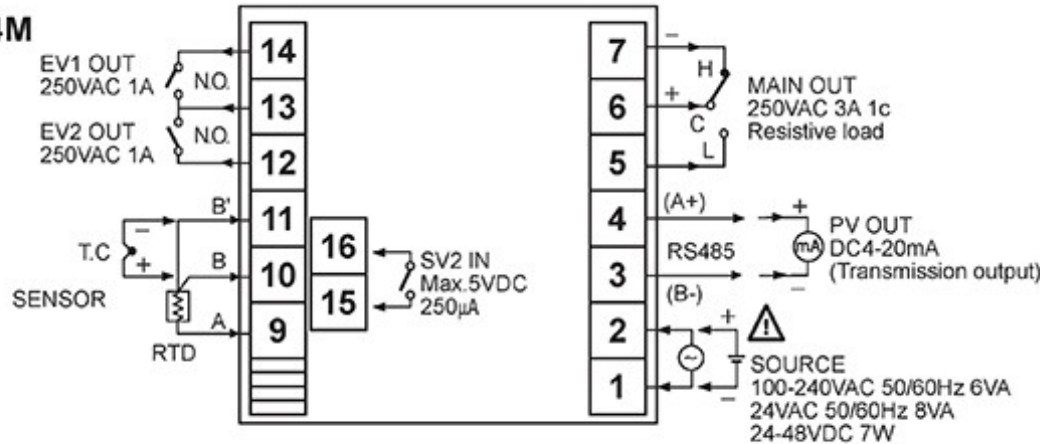 4M
EV1 OUT
250VAC 1A
N.O.
EV2 OUT
250VAC 1A
N.O.
14
13
12
11
10
9
B'
B
A
T.C
−
+
SENSOR
RTD
16
15
SV2 IN
Max.5VDC
250μA
7
6
5
4
3
2
1
−
+
H
C
L
MAIN OUT
250VAC 3A 1c
Resistive load
(A+)
RS485
(B-)
+
mA
−
PV OUT
DC4-20mA
(Transmission output)
~
+
−
!
SOURCE
100-240VAC 50/60Hz 6VA
24VAC 50/60Hz 8VA
24-48VDC 7W